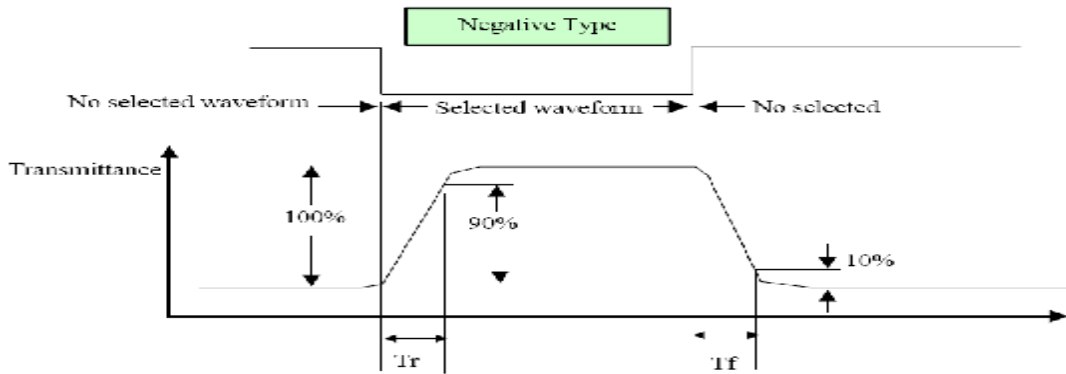 Negative Type
No selected waveform
Selected waveform
No selected
Transmittance
100%
90%
10%
Tr
Tf